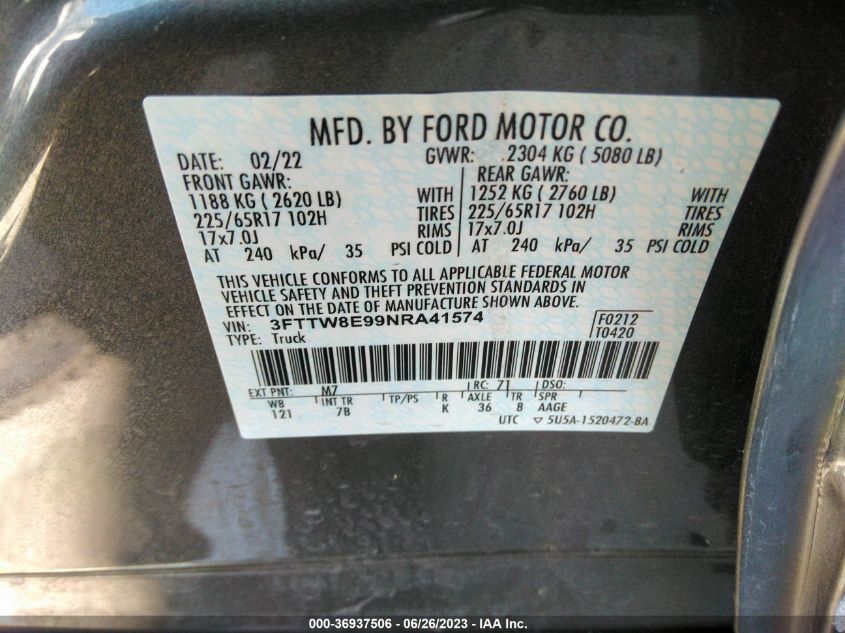 MFD. BY FORD MOTOR CO.
DATE: 02/22 GVWR: 2304 KG ( 5080 LB)
FRONT GAWR: REAR GAWR:
1188 KG ( 2620 LB) WITH 1252 KG ( 2760 LB) WITH
225/65R17 102H TIRES 225/65R17 102H TIRES
17x7.0J RIMS 17x7.0J RIMS
AT 240 kPa/ 35 PSI COLD AT 240 kPa/ 35 PSI COLD
THIS VEHICLE CONFORMS TO ALL APPLICABLE FEDERAL MOTOR
VEHICLE SAFETY AND THEFT PREVENTION STANDARDS IN
EFFECT ON THE DATE OF MANUFACTURE SHOWN ABOVE.
VIN: 3FTTW8E99NRA41574 F0212
TYPE: Truck T0420
EXT PNT: M7 RC: 71 DSO:
WB INT TR TP/PS R AXLE TR SPR
121 7B K 36 8 AAGE
UTC ▽ 5U5A-1520472-BA
000-36937506 / 06/26/2023 - IAA Inc.